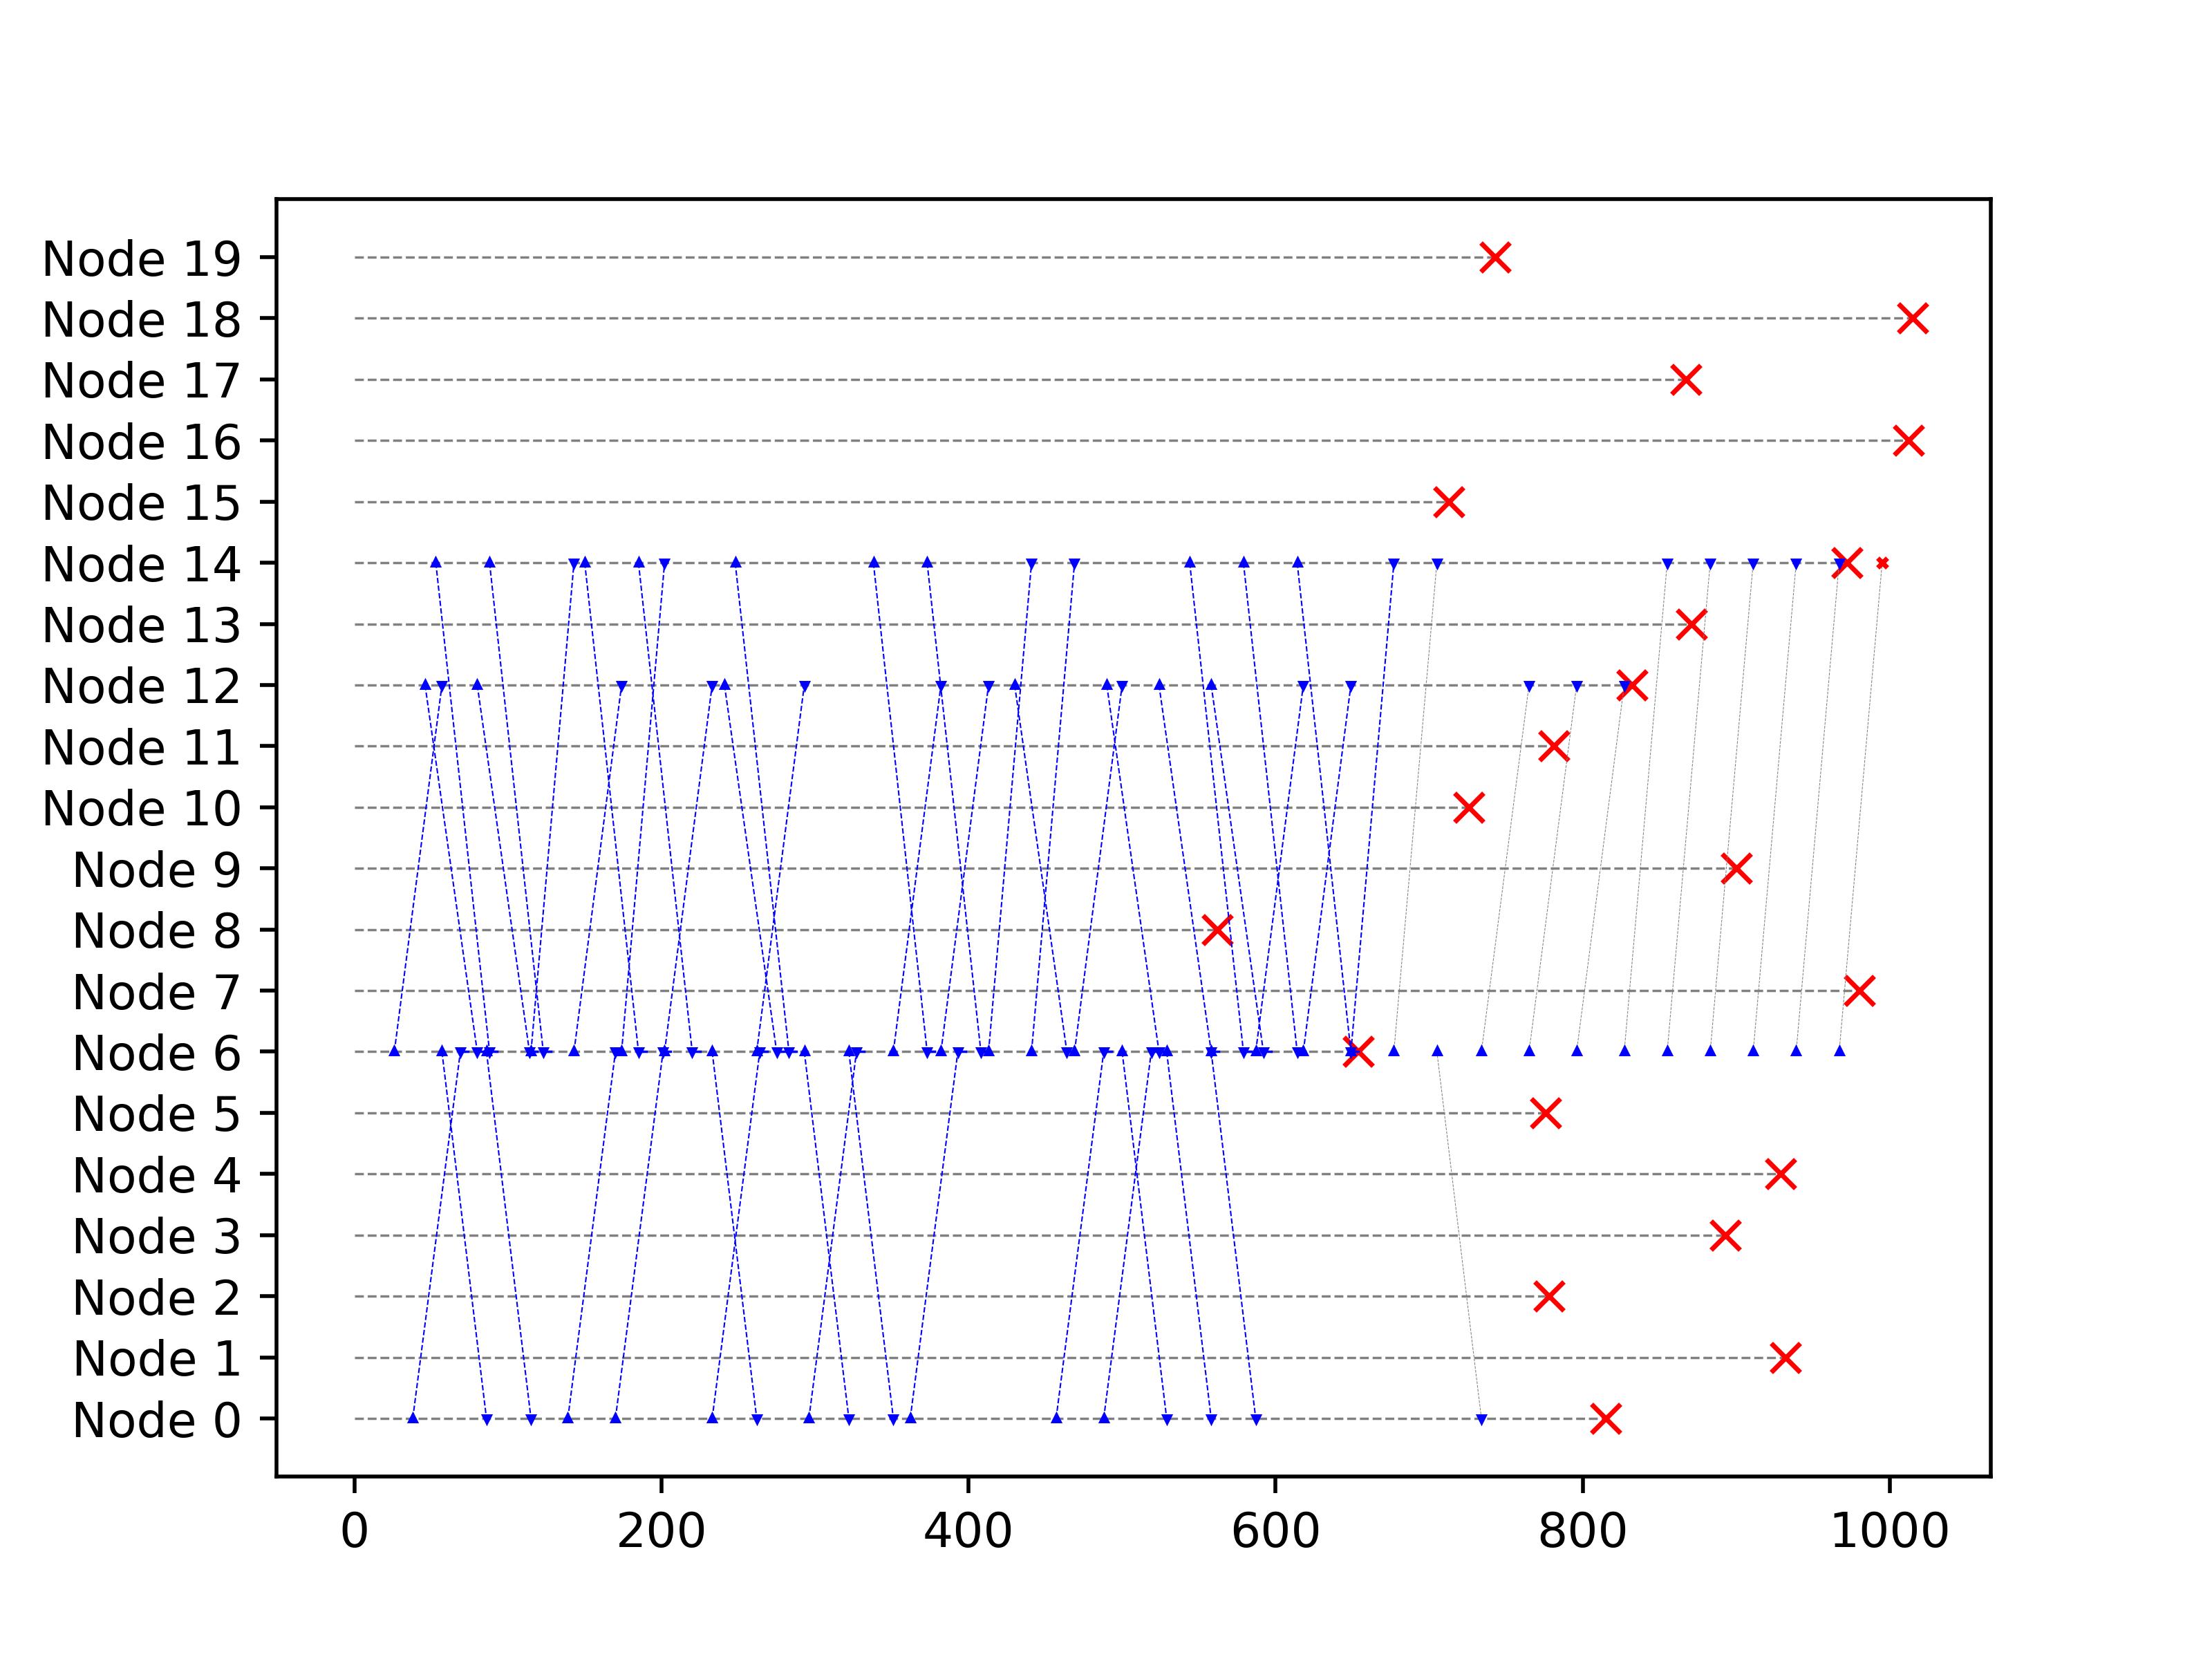 Node 19
Node 18
Node 17
Node 16
Node 15
Node 14
Node 13
Node 12
Node 11
Node 10
Node 9
Node 8
Node 7
Node 6
Node 5
Node 4
Node 3
Node 2
Node 1
Node 0
0 200 400 600 800 1000